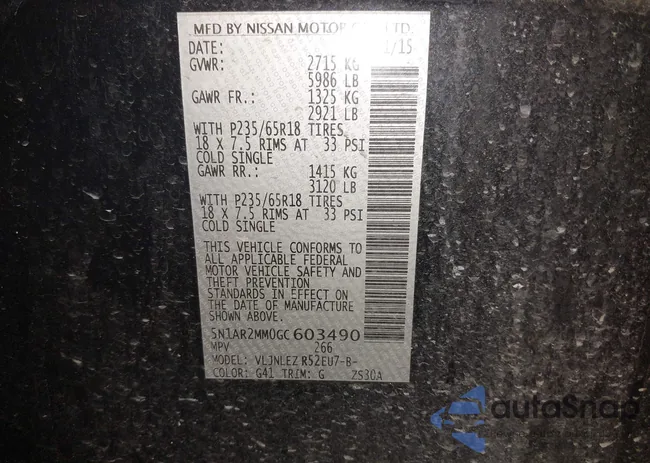 MFD BY NISSAN MOTOR LTD.
DATE: 1/15
GVWR: 2715 KG
5986 LB
GAWR FR.: 1325 KG
2921 LB
WITH P235/65R18 TIRES
18 X 7.5 RIMS AT 33 PSI
COLD SINGLE
GAWR RR.: 1415 KG
3120 LB
WITH P235/65R18 TIRES
18 X 7.5 RIMS AT 33 PSI
COLD SINGLE
THIS VEHICLE CONFORMS TO
ALL APPLICABLE FEDERAL
MOTOR VEHICLE SAFETY AND
THEFT PREVENTION
STANDARDS IN EFFECT ON
THE DATE OF MANUFACTURE
SHOWN ABOVE.
5N1AR2MM0GC603490
MPV 266
MODEL: VLJNLEZ R52EU7-B-
COLOR: G41 TRIM: G ZS30A
autoSnap